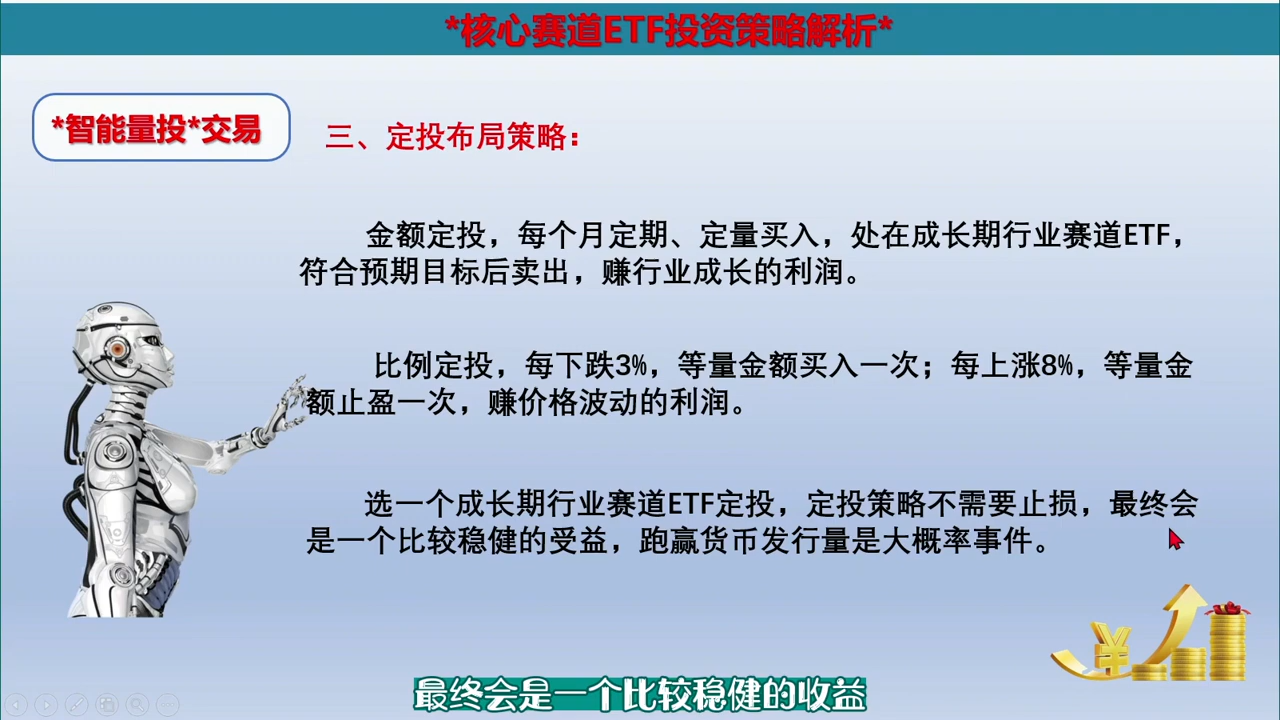 *核心赛道ETF投资策略解析*
*智能量投*交易
三、定投布局策略：
金额定投，每个月定期、定量买入，处在成长期行业赛道ETF，
符合预期目标后卖出，赚行业成长的利润。
比例定投，每下跌3%，等量金额买入一次；每上涨8%，等量金
额止盈一次，赚价格波动的利润。
选一个成长期行业赛道ETF定投，定投策略不需要止损，最终会
是一个比较稳健的受益，跑赢货币发行量是大概率事件。
¥
最终会是一个比较稳健的收益